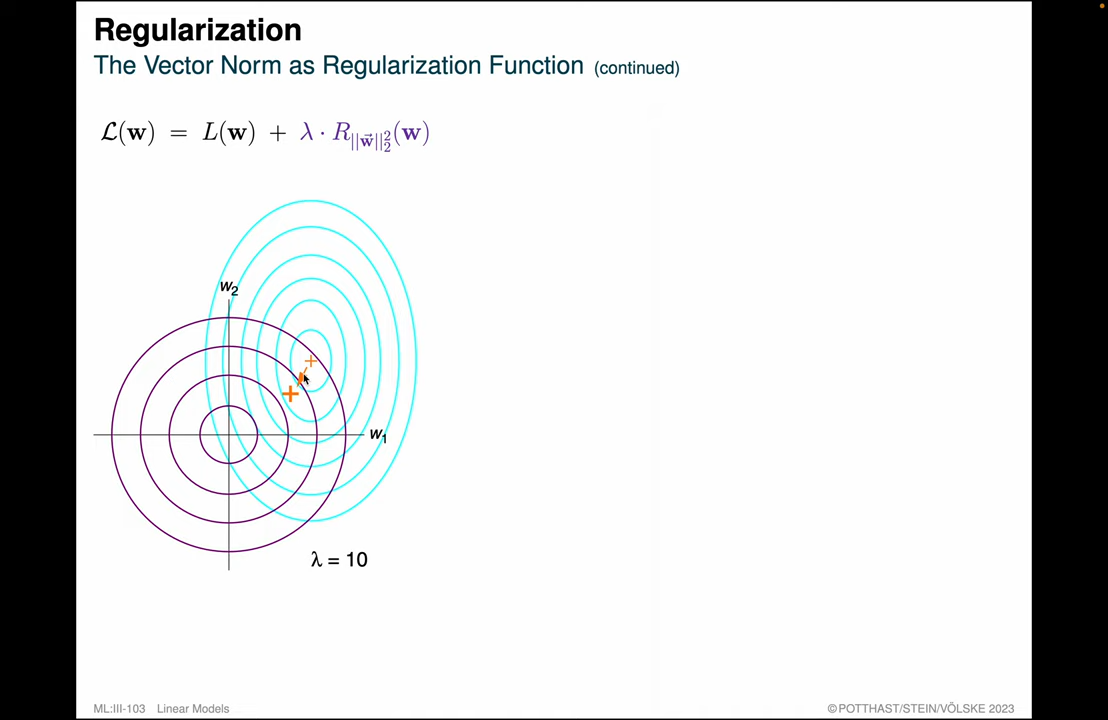 Regularization
The Vector Norm as Regularization Function (continued)
ℒ(w) = L(w) + λ · R_{||w⃗||₂²}(w)
w₂
w₁
λ = 10
ML:III-103 Linear Models
©POTTHAST/STEIN/VÖLSKE 2023